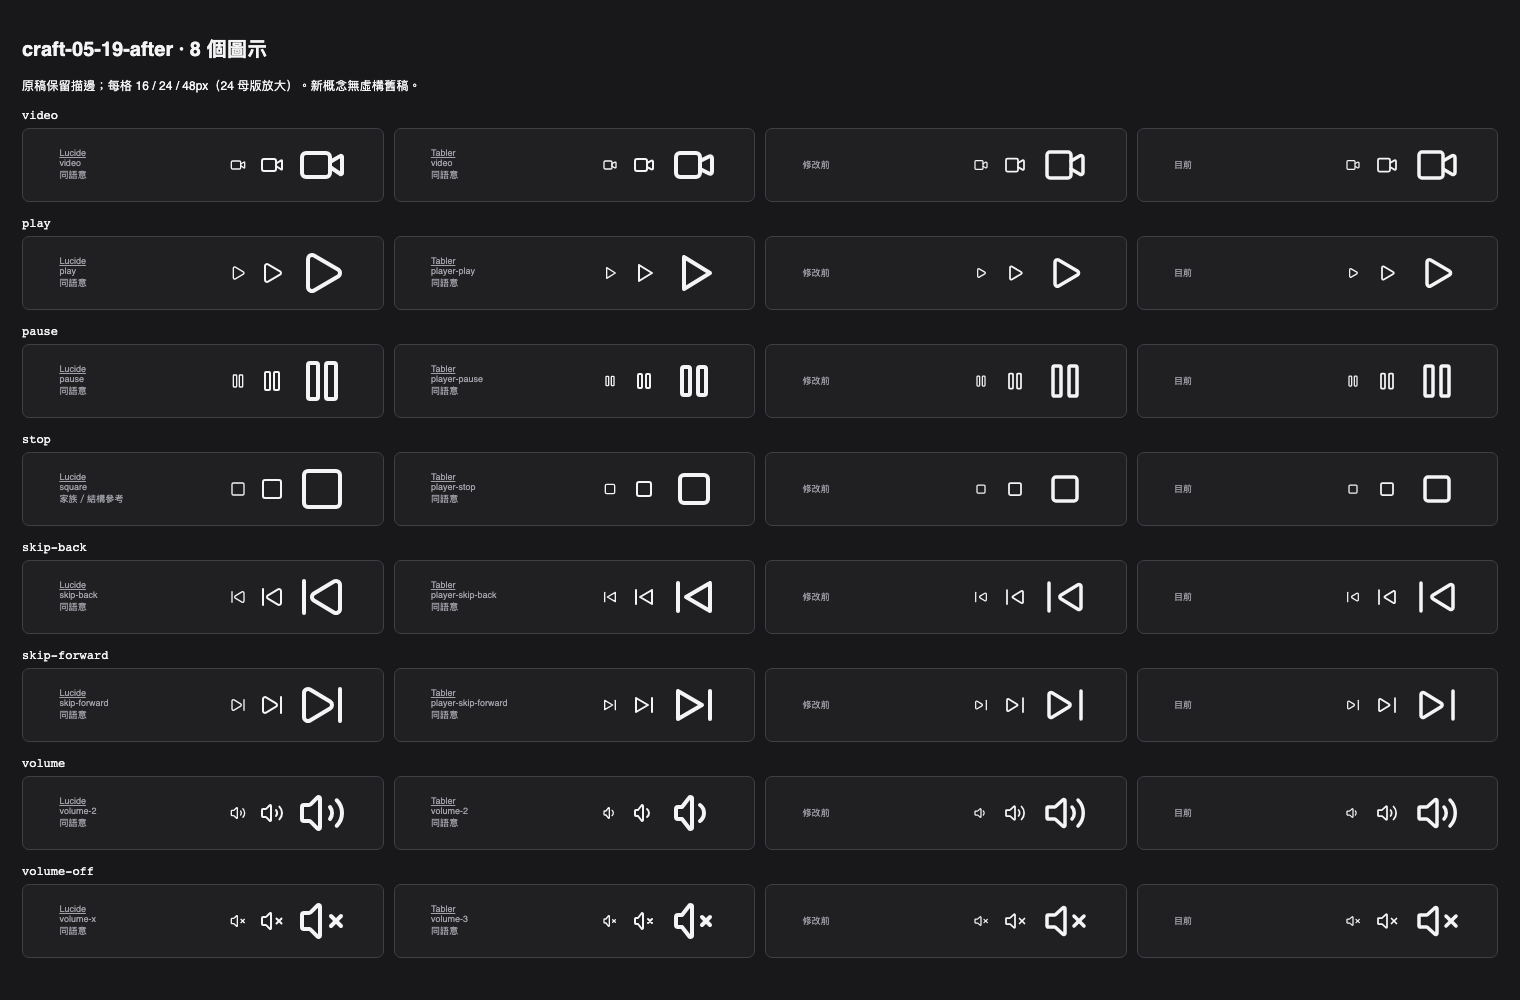 craft-05-19-after · 8 個圖示
原稿保留描邊；每格 16 / 24 / 48px（24 母版放大）。新概念無虛構舊稿。
video
Lucide
video
同語意
Tabler
video
同語意
修改前
目前
play
Lucide
play
同語意
Tabler
player-play
同語意
修改前
目前
pause
Lucide
pause
同語意
Tabler
player-pause
同語意
修改前
目前
stop
Lucide
square
家族 / 結構參考
Tabler
player-stop
同語意
修改前
目前
skip-back
Lucide
skip-back
同語意
Tabler
player-skip-back
同語意
修改前
目前
skip-forward
Lucide
skip-forward
同語意
Tabler
player-skip-forward
同語意
修改前
目前
volume
Lucide
volume-2
同語意
Tabler
volume-2
同語意
修改前
目前
volume-off
Lucide
volume-x
同語意
Tabler
volume-3
同語意
修改前
目前